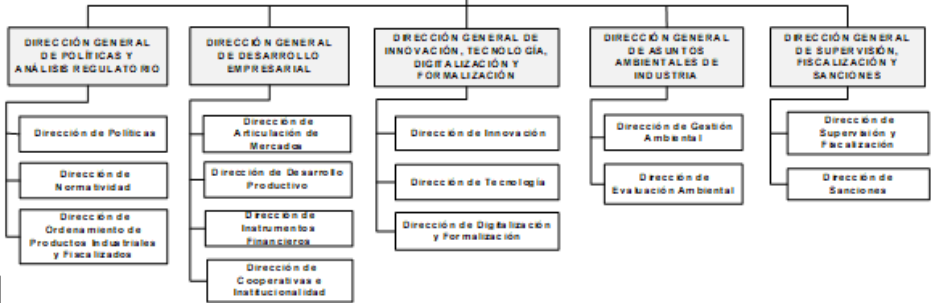 DIRECCIÓN GENERAL
DE POLÍTICAS Y
ANÁLISIS REGULATORIO
Dirección de Políticas
Dirección de
Normatividad
Dirección de
Ordenamiento de
Productos Industriales
y Fiscalizados
DIRECCIÓN GENERAL
DE DESARROLLO
EMPRESARIAL
Dirección de
Articulación de
Mercados
Dirección de Desarrollo
Productivo
Dirección de
Instrumentos
Financieros
Dirección de
Cooperativas e
Institucionalidad
DIRECCIÓN GENERAL DE
INNOVACIÓN, TECNOLOGÍA,
DIGITALIZACIÓN Y
FORMALIZACIÓN
Dirección de Innovación
Dirección de Tecnología
Dirección de Digitalización
y Formalización
DIRECCIÓN GENERAL
DE ASUNTOS
AMBIENTALES DE
INDUSTRIA
Dirección de Gestión
Ambiental
Dirección de
Evaluación Ambiental
DIRECCIÓN GENERAL
DE SUPERVISIÓN,
FISCALIZACIÓN Y
SANCIONES
Dirección de
Supervisión y
Fiscalización
Dirección de
Sanciones